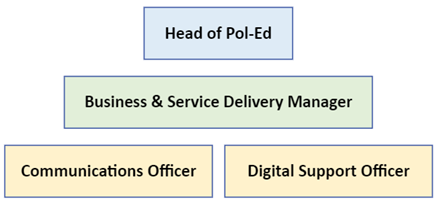 Head of Pol-Ed
Business & Service Delivery Manager
Communications Officer
Digital Support Officer